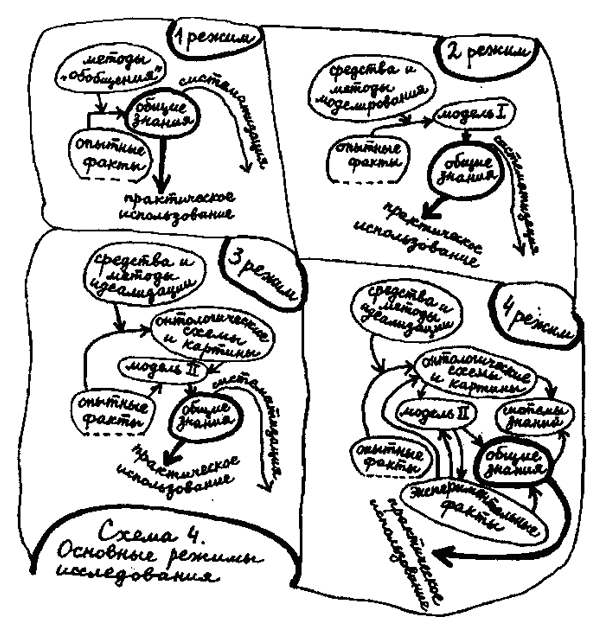 1 режим
методы
"обобщения"
систематизация
общие
знания
опытные
факты
практическое
использование
2 режим
средства и
методы
моделирования
модель I
опытные
факты
общие
знания
систематизация
практическое
использование
3 режим
средства и
методы
идеализации
онтологические
схемы
и картины
модель II
систематизация
опытные
факты
общие
знания
практическое
использование
4 режим
средства и
методы
идеализации
онтологические
схемы
и картины
модель II
системы
знаний
опытные
факты
общие
знания
экспериментальные
факты
практическое
использование
Схема 4.
Основные режимы
исследования